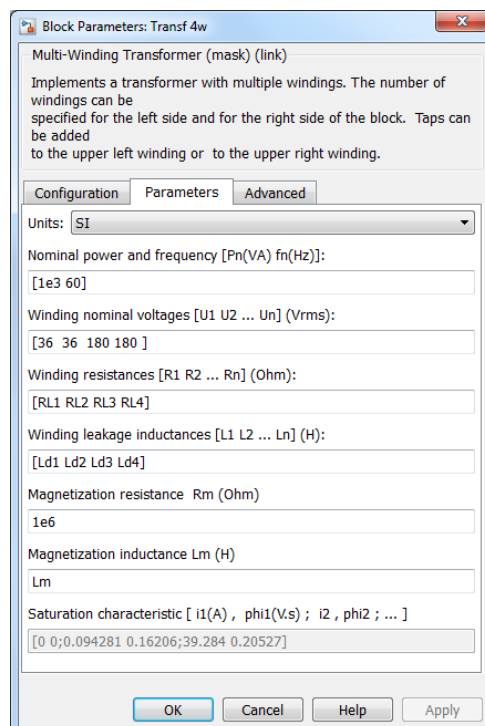 Block Parameters: Transf 4w
Multi-Winding Transformer (mask) (link)
Implements a transformer with multiple windings. The number of
windings can be
specified for the left side and for the right side of the block. Taps can
be added
to the upper left winding or to the upper right winding.
Configuration Parameters Advanced
Units: SI
Nominal power and frequency [Pn(VA) fn(Hz)]:
[1e3 60]
Winding nominal voltages [U1 U2 ... Un] (Vrms):
[36 36 180 180 ]
Winding resistances [R1 R2 ... Rn] (Ohm):
[RL1 RL2 RL3 RL4]
Winding leakage inductances [L1 L2 ... Ln] (H):
[Ld1 Ld2 Ld3 Ld4]
Magnetization resistance Rm (Ohm)
1e6
Magnetization inductance Lm (H)
Lm
Saturation characteristic [ i1(A) , phi1(V.s) ; i2 , phi2 ; ... ]
[0 0;0.094281 0.16206;39.284 0.20527]
OK Cancel Help Apply